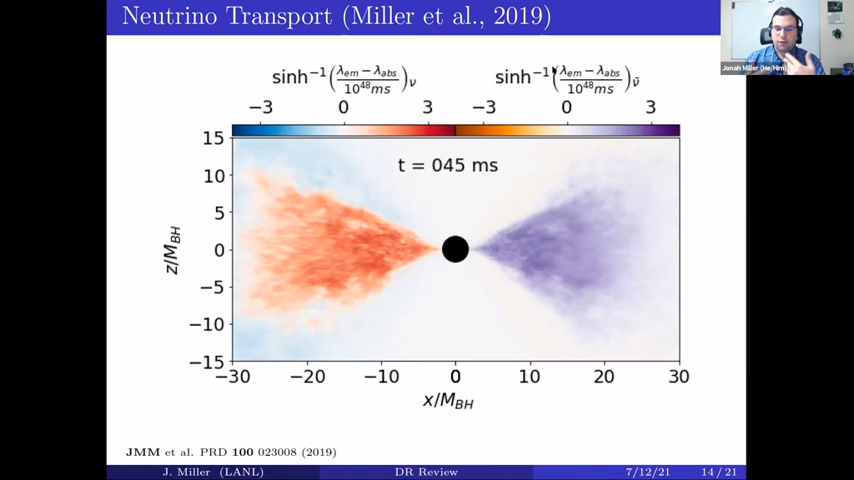 Neutrino Transport (Miller et al., 2019)
Jonah Miller (He/Him)
sinh⁻¹(λem−λabs/10⁴⁸ms)ν sinh⁻¹(λem−λabs/10⁴⁸ms)ν̄
−3 0 3 −3 0 3
t = 045 ms
15
10
5
0
−5
−10
−15
z/MBH
−30 −20 −10 0 10 20 30
x/MBH
JMM et al. PRD 100 023008 (2019)
J. Miller (LANL) DR Review 7/12/21 14 / 21